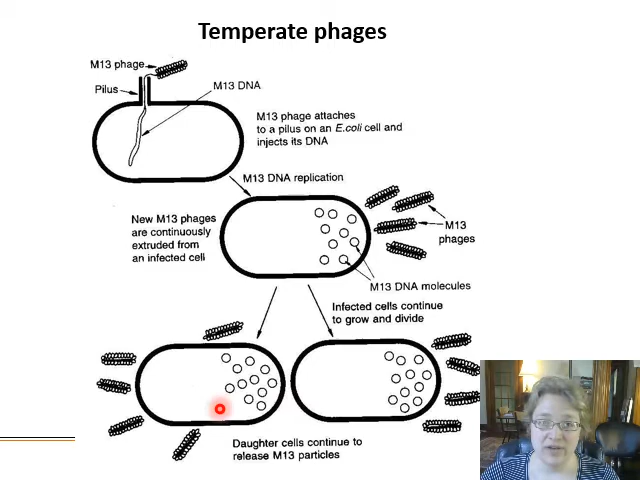 Temperate phages
M13 phage
Pilus
M13 DNA
M13 phage attaches
to a pilus on an E.coli cell and
injects its DNA
M13 DNA replication
New M13 phages
are continuously
extruded from
an infected cell
M13
phages
M13 DNA molecules
Infected cells continue
to grow and divide
Daughter cells continue to
release M13 particles